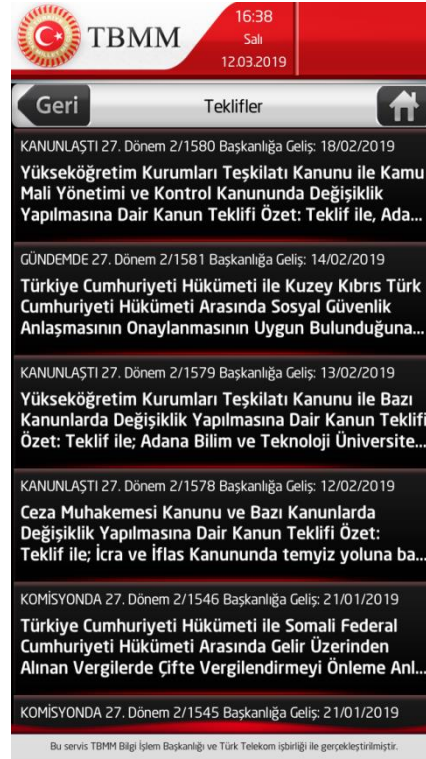 16:38
TBMM
Salı
12.03.2019
Geri
Teklifler
KANUNLAŞTI 27. Dönem 2/1580 Başkanlığa Geliş: 18/02/2019
Yükseköğretim Kurumları Teşkilatı Kanunu ile Kamu
Mali Yönetimi ve Kontrol Kanununda Değişiklik
Yapılmasına Dair Kanun Teklifi Özet: Teklif ile, Ada...
GÜNDEMDE 27. Dönem 2/1581 Başkanlığa Geliş: 14/02/2019
Türkiye Cumhuriyeti Hükümeti ile Kuzey Kıbrıs Türk
Cumhuriyeti Hükümeti Arasında Sosyal Güvenlik
Anlaşmasının Onaylanmasının Uygun Bulunduğuna...
KANUNLAŞTI 27. Dönem 2/1579 Başkanlığa Geliş: 13/02/2019
Yükseköğretim Kurumları Teşkilatı Kanunu ile Bazı
Kanunlarda Değişiklik Yapılmasına Dair Kanun Teklifi
Özet: Teklif ile; Adana Bilim ve Teknoloji Üniversite...
KANUNLAŞTI 27. Dönem 2/1578 Başkanlığa Geliş: 12/02/2019
Ceza Muhakemesi Kanunu ve Bazı Kanunlarda
Değişiklik Yapılmasına Dair Kanun Teklifi Özet:
Teklif ile; İcra ve İflas Kanununda temyiz yoluna ba...
KOMİSYONDA 27. Dönem 2/1546 Başkanlığa Geliş: 21/01/2019
Türkiye Cumhuriyeti Hükümeti ile Somali Federal
Cumhuriyeti Hükümeti Arasında Gelir Üzerinden
Alınan Vergilerde Çifte Vergilendirmeyi Önleme Anl...
KOMİSYONDA 27. Dönem 2/1545 Başkanlığa Geliş: 21/01/2019
Bu servis TBMM Bilgi İşlem Başkanlığı ve Türk Telekom işbirliği ile gerçekleştirilmiştir.